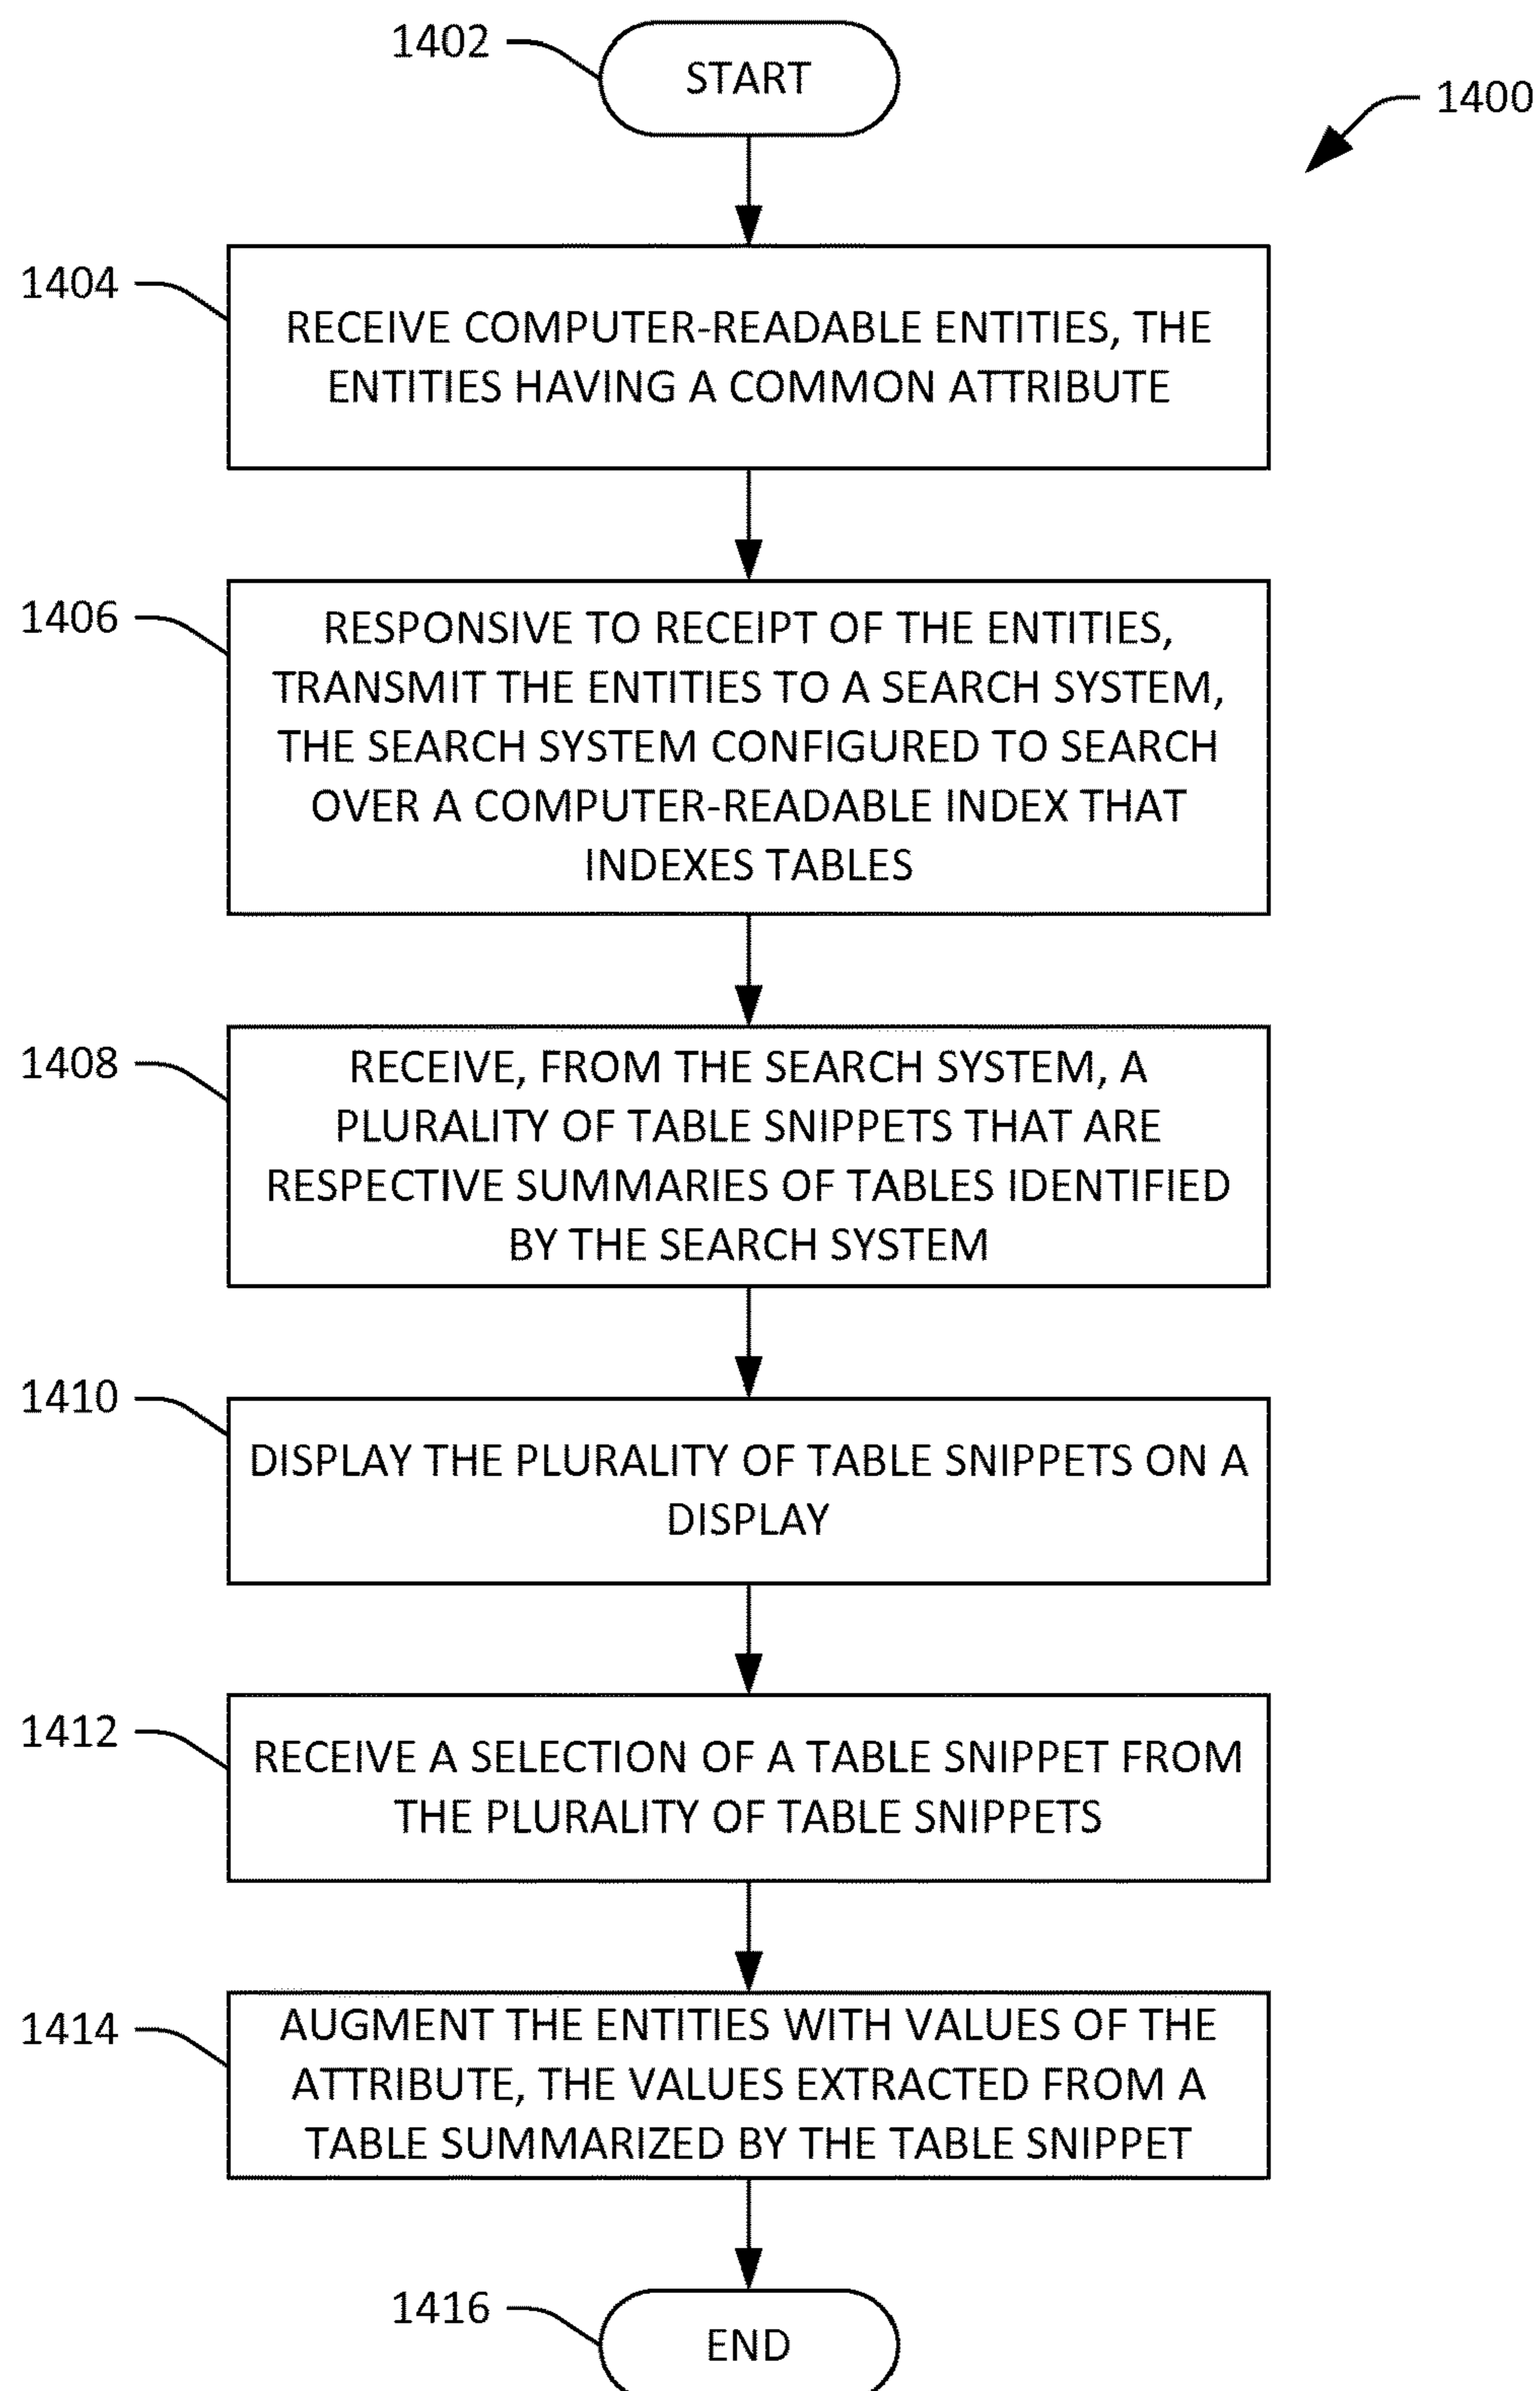 1402
START
1400
1404
RECEIVE COMPUTER-READABLE ENTITIES, THE
ENTITIES HAVING A COMMON ATTRIBUTE
1406
RESPONSIVE TO RECEIPT OF THE ENTITIES,
TRANSMIT THE ENTITIES TO A SEARCH SYSTEM,
THE SEARCH SYSTEM CONFIGURED TO SEARCH
OVER A COMPUTER-READABLE INDEX THAT
INDEXES TABLES
1408
RECEIVE, FROM THE SEARCH SYSTEM, A
PLURALITY OF TABLE SNIPPETS THAT ARE
RESPECTIVE SUMMARIES OF TABLES IDENTIFIED
BY THE SEARCH SYSTEM
1410
DISPLAY THE PLURALITY OF TABLE SNIPPETS ON A
DISPLAY
1412
RECEIVE A SELECTION OF A TABLE SNIPPET FROM
THE PLURALITY OF TABLE SNIPPETS
1414
AUGMENT THE ENTITIES WITH VALUES OF THE
ATTRIBUTE, THE VALUES EXTRACTED FROM A
TABLE SUMMARIZED BY THE TABLE SNIPPET
1416
END